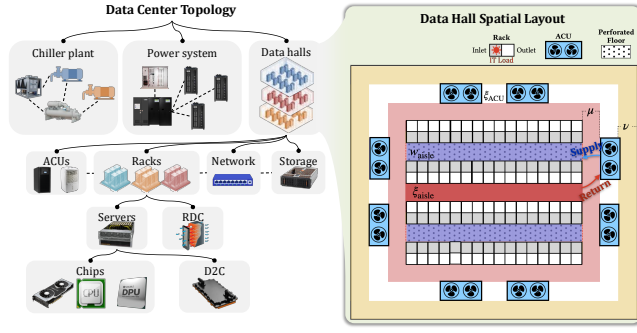 Data Center Topology
Chiller plant
Power system
Data halls
ACUs
Racks
Network
Storage
Servers
RDC
Chips
D2C
CPU
DPU
Data Hall Spatial Layout
Rack
ACU
Perforated
Floor
Inlet
Outlet
IT Load
ξACU
μ
ν
waisle
Supply
ξaisle
Return